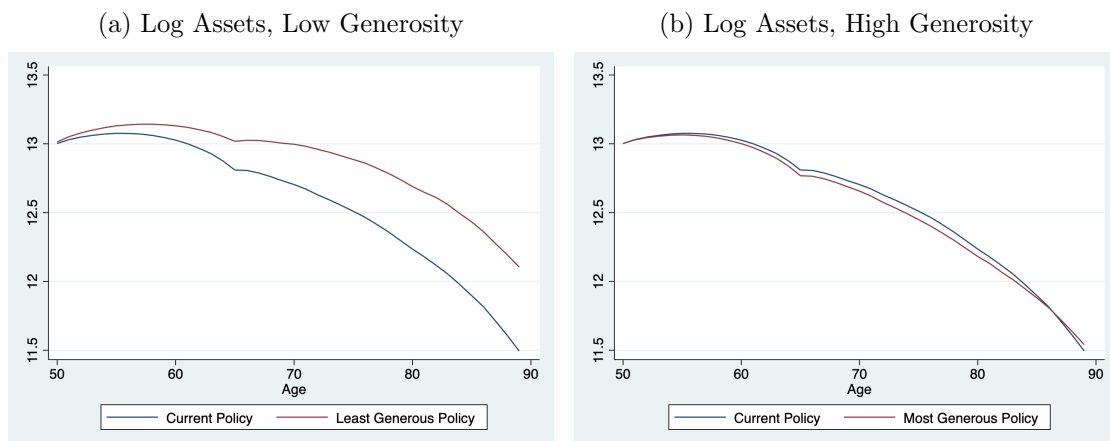 (a) Log Assets, Low Generosity
13.5
13
12.5
12
11.5
50 60 70 80 90
Age
Current Policy Least Generous Policy
(b) Log Assets, High Generosity
13.5
13
12.5
12
11.5
50 60 70 80 90
Age
Current Policy Most Generous Policy